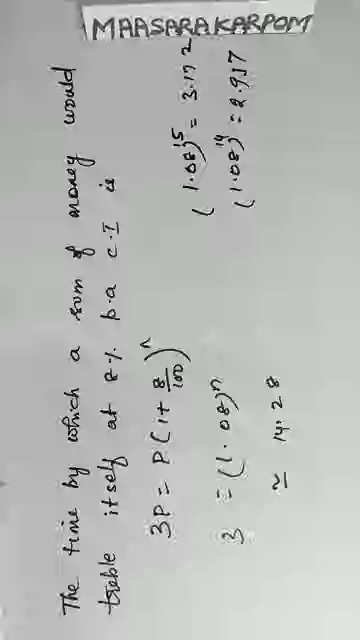 MAASARAKARPOM
The time by which a sum of money would
treble itself at 8% p.a C.I is
3P = P(1+8/100)^n
3 = (1.08)^n
≃ 14.28
(1.08)^15 = 3.172
(1.08)^14 = 2.937